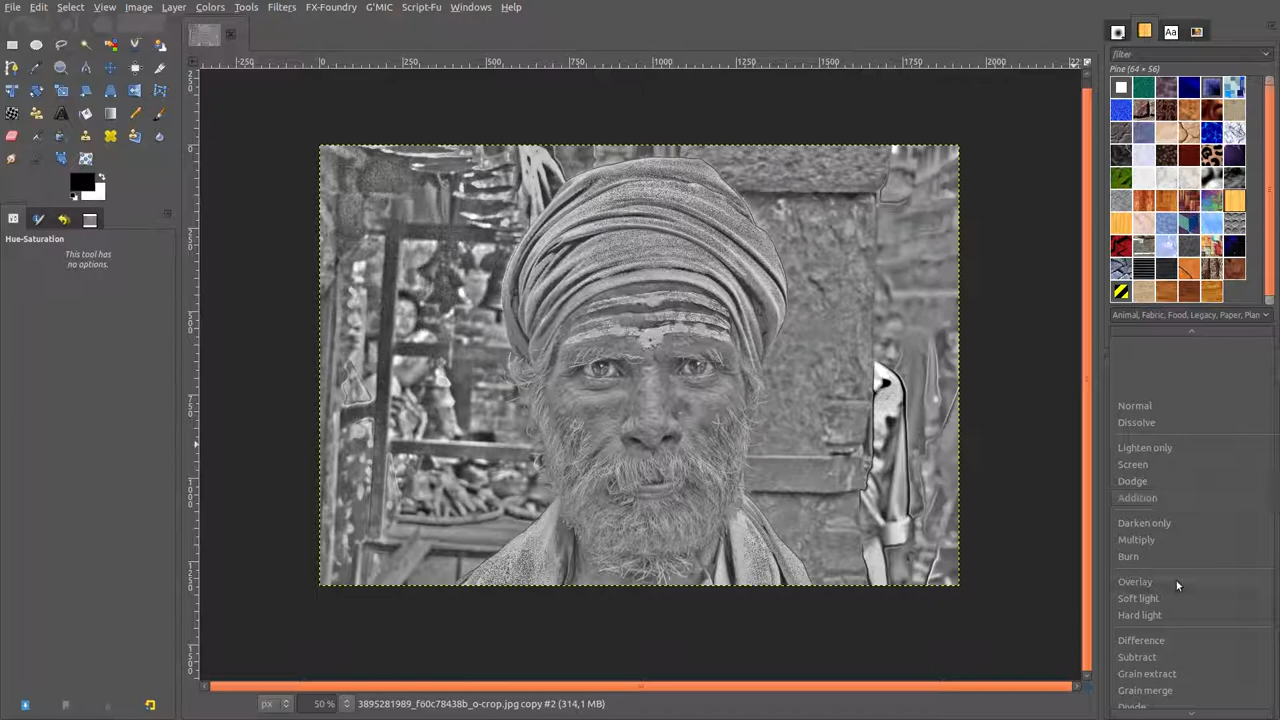 File Edit Select View Image Layer Colors Tools Filters FX-Foundry G'MIC Script-Fu Windows Help
-250 0 250 500 750 1000 1250 1500 1750 2000
filter
Pine (64 × 56)
Hue-Saturation
This tool has
no options.
Animal, Fabric, Food, Legacy, Paper, Plan
Normal
Dissolve
Lighten only
Screen
Dodge
Addition
Darken only
Multiply
Burn
Overlay
Soft light
Hard light
Difference
Subtract
Grain extract
Grain merge
Divide
px 50 % 3895281989_f60c78438b_o-crop.jpg copy #2 (314,1 MB)